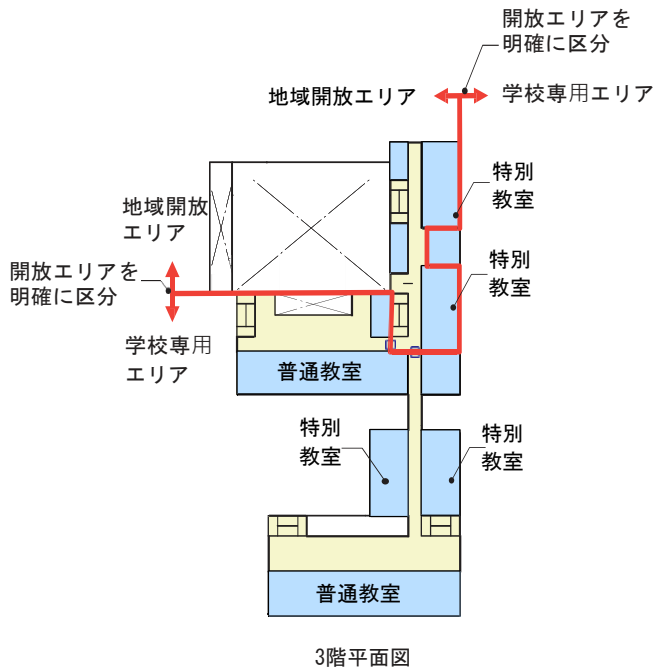 開放エリアを
明確に区分
地域開放エリア
学校専用エリア
特別
教室
地域開放
エリア
特別
教室
開放エリアを
明確に区分
学校専用
エリア
普通教室
特別
教室
特別
教室
普通教室
3階平面図